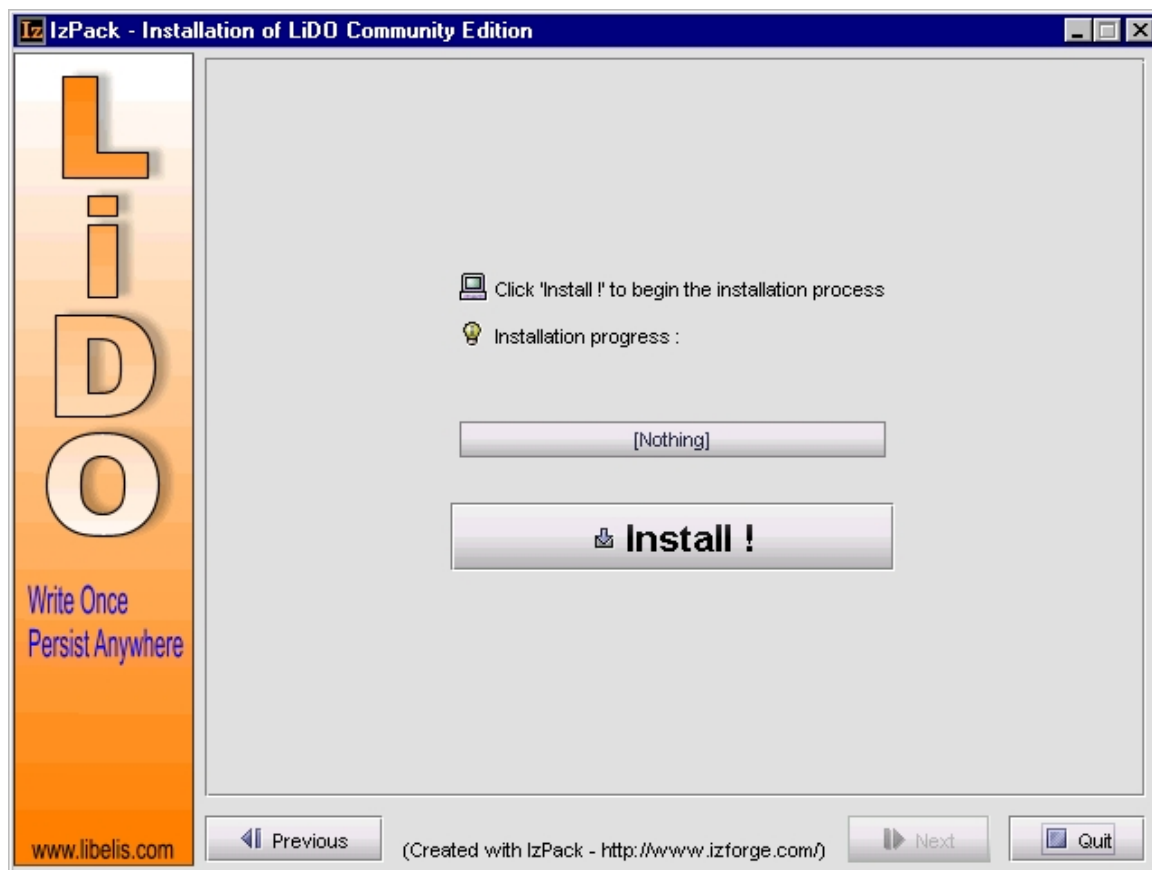 IzPack - Installation of LiDO Community Edition
LiDO
Write Once
Persist Anywhere
www.libelis.com
Click 'Install !' to begin the installation process
Installation progress :
[Nothing]
Install !
Previous
(Created with IzPack - http://www.izforge.com/)
Next
Quit